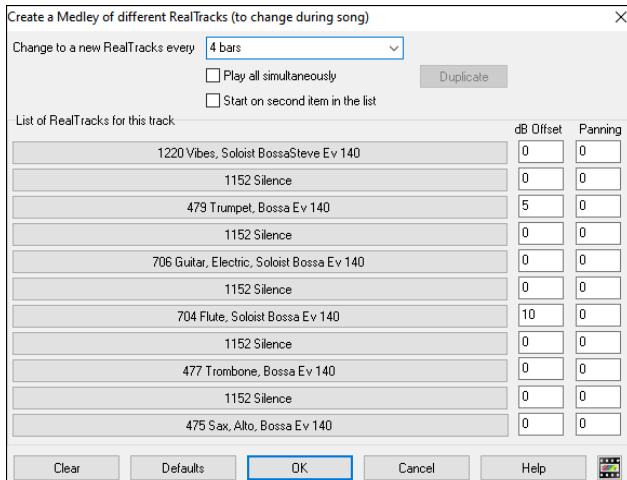 Create a Medley of different RealTracks (to change during song)
Change to a new RealTracks every 4 bars
Play all simultaneously Duplicate
Start on second item in the list
List of RealTracks for this track
dB Offset Panning
1220 Vibes, Soloist BossaSteve Ev 140 0 0
1152 Silence 0 0
479 Trumpet, Bossa Ev 140 5 0
1152 Silence 0 0
706 Guitar, Electric, Soloist Bossa Ev 140 0 0
1152 Silence 0 0
704 Flute, Soloist Bossa Ev 140 10 0
1152 Silence 0 0
477 Trombone, Bossa Ev 140 0 0
1152 Silence 0 0
475 Sax, Alto, Bossa Ev 140 0 0
Clear Defaults OK Cancel Help